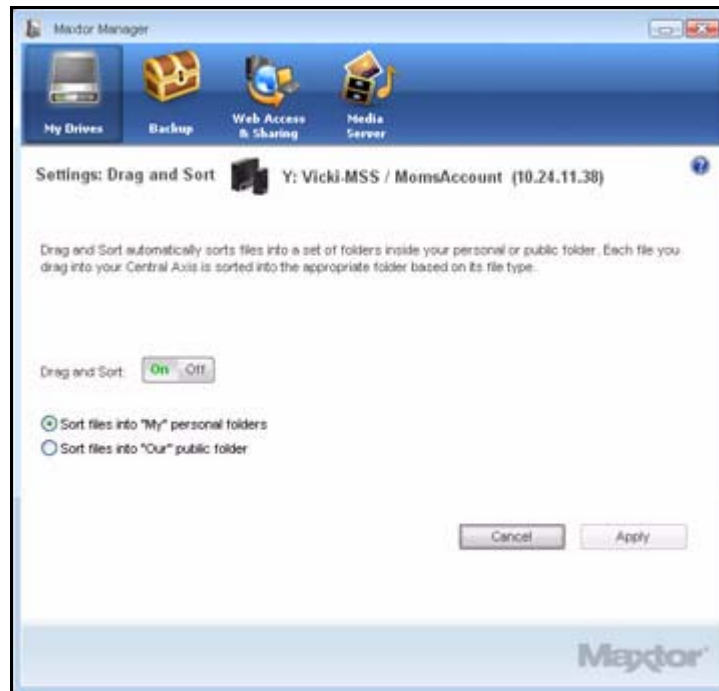 Maxtor Manager
My Drives
Backup
Web Access
& Sharing
Media
Server
Settings: Drag and Sort
Y: Vicki-MSS / MomsAccount (10.24.11.38)
?
Drag and Sort automatically sorts files into a set of folders inside your personal or public folder. Each file you
drag into your Central Axis is sorted into the appropriate folder based on its file type.
Drag and Sort: On Off
Sort files into "My" personal folders
Sort files into "Our" public folder
Cancel
Apply
Maxtor